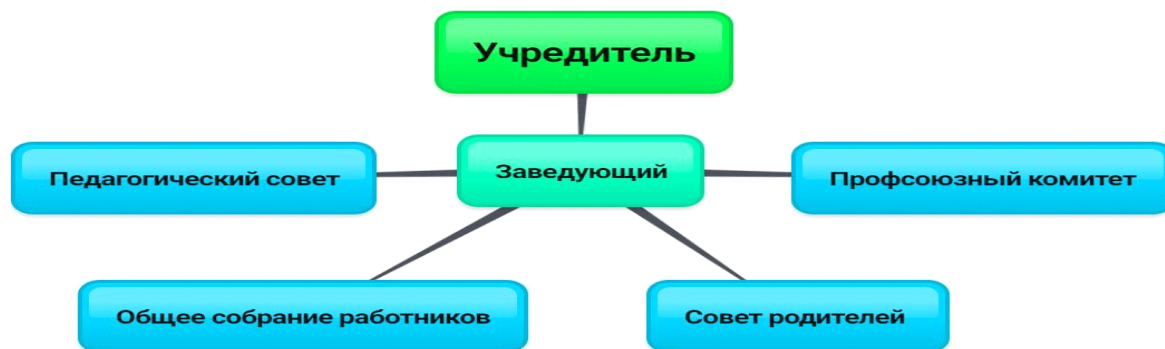 Учредитель
Заведующий
Педагогический совет
Профсоюзный комитет
Общее собрание работников
Совет родителей